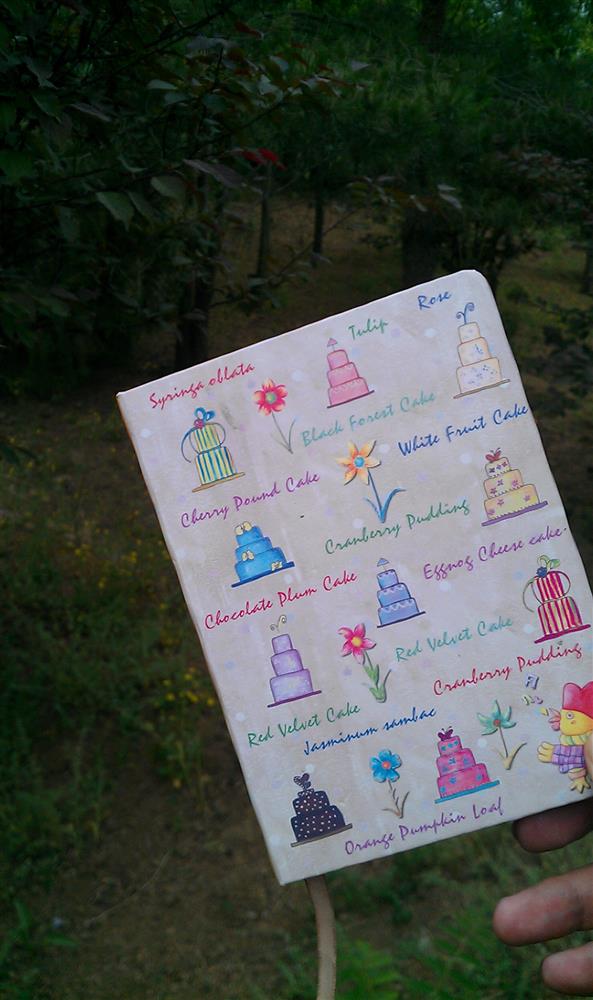 Rose
Tulip
Syringa oblata
Black Forest Cake
White Fruit Cake
Cherry Pound Cake
Cranberry Pudding
Eggnog Cheese cake
Chocolate Plum Cake
Red Velvet Cake
Cranberry Pudding
Red Velvet Cake
Jasminum sambac
Orange Pumpkin Loaf